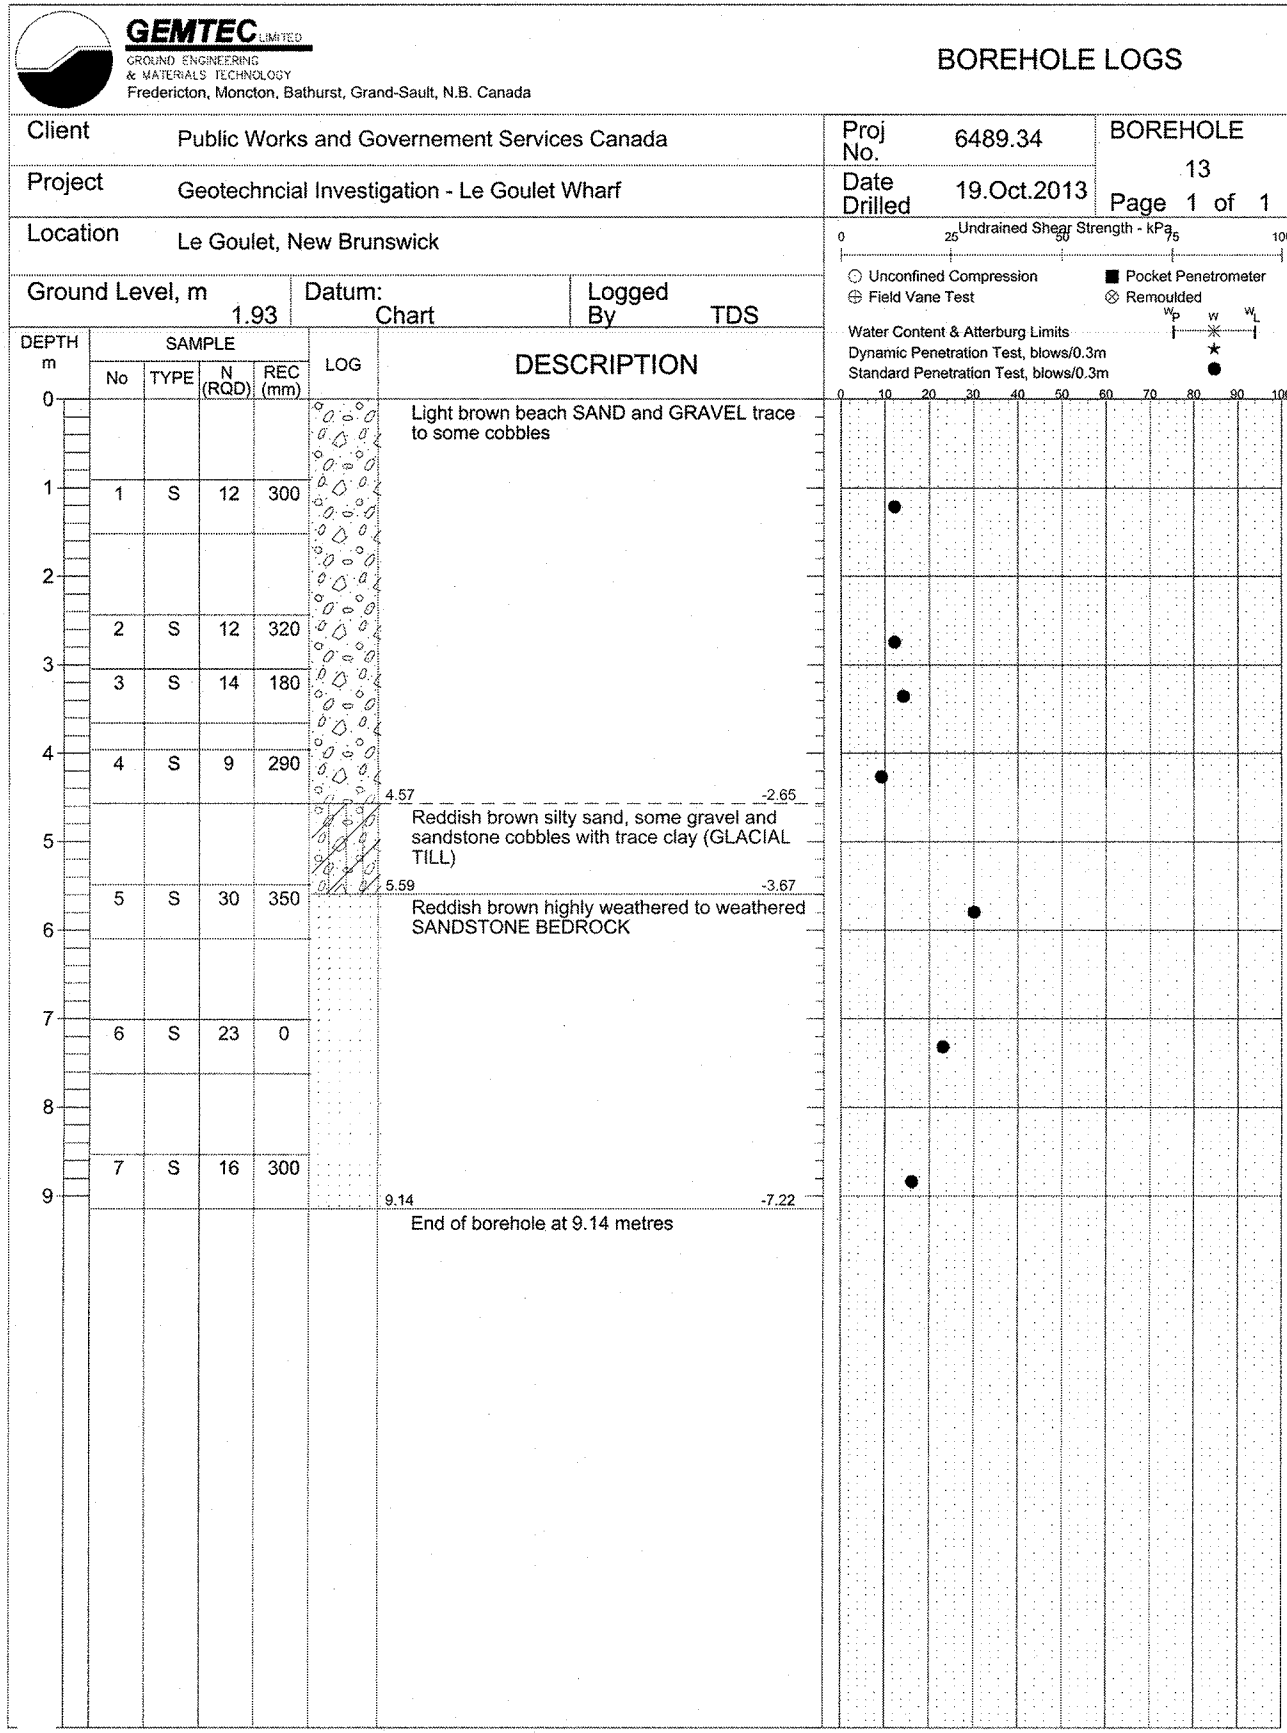 GEMTEC LIMITED
GROUND ENGINEERING
& MATERIALS TECHNOLOGY
Fredericton, Moncton, Bathurst, Grand-Sault, N.B. Canada
BOREHOLE LOGS
Client Public Works and Governement Services Canada
Proj No. 6489.34
BOREHOLE
13
Project Geotechncial Investigation - Le Goulet Wharf
Date Drilled 19.Oct.2013
Page 1 of 1
Location Le Goulet, New Brunswick
Undrained Shear Strength - kPa
0 25 50 75 100
Unconfined Compression Pocket Penetrometer
Field Vane Test Remoulded
Ground Level, m 1.93
Datum: Chart
Logged By TDS
WP W WL
Water Content & Atterburg Limits
Dynamic Penetration Test, blows/0.3m
Standard Penetration Test, blows/0.3m
DEPTH m
SAMPLE
No TYPE N (RQD) REC (mm)
LOG
DESCRIPTION
0 10 20 30 40 50 60 70 80 90 100
0
Light brown beach SAND and GRAVEL trace
to some cobbles
1
1 S 12 300
2
2 S 12 320
3
3 S 14 180
4
4 S 9 290
4.57 -2.65
Reddish brown silty sand, some gravel and
sandstone cobbles with trace clay (GLACIAL
TILL)
5
5.59 -3.67
5 S 30 350
Reddish brown highly weathered to weathered
SANDSTONE BEDROCK
6
7
6 S 23 0
8
7 S 16 300
9
9.14 -7.22
End of borehole at 9.14 metres